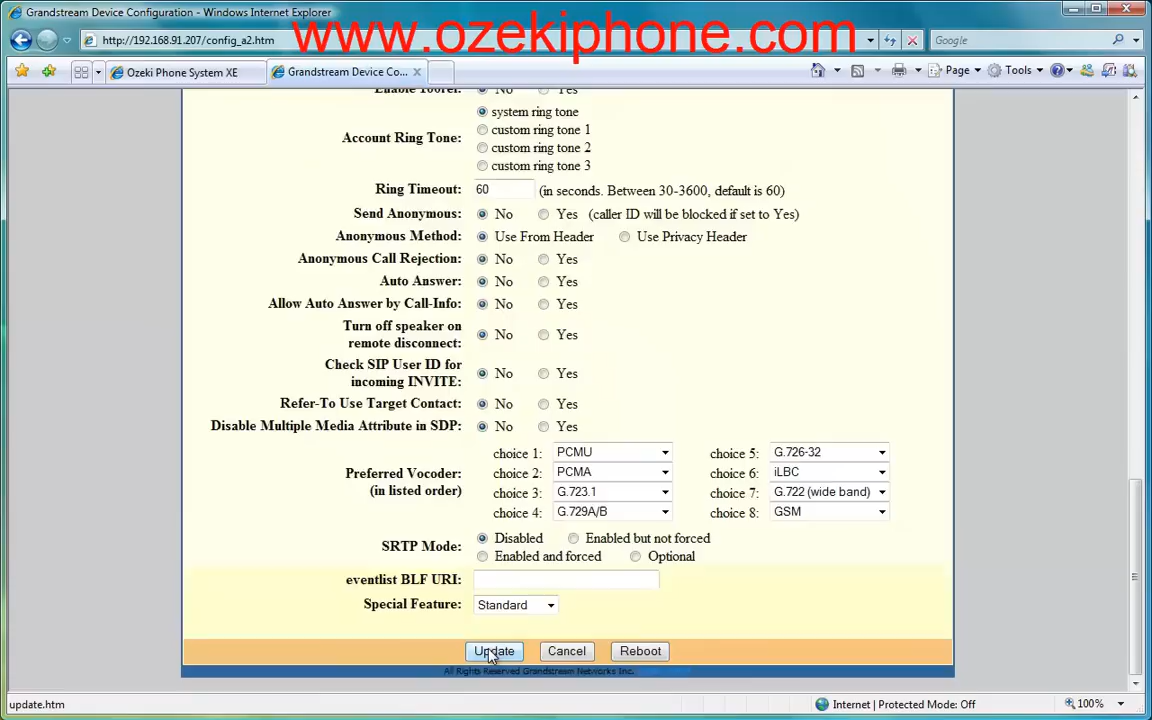 Grandstream Device Configuration - Windows Internet Explorer
http://192.168.91.207/config_a2.htm
www.ozekiphone.com
Google
Ozeki Phone System XE
Grandstream Device Co...
Page
Tools
No Yes
Account Ring Tone:
system ring tone
custom ring tone 1
custom ring tone 2
custom ring tone 3
Ring Timeout: 60 (in seconds. Between 30-3600, default is 60)
Send Anonymous: No Yes (caller ID will be blocked if set to Yes)
Anonymous Method: Use From Header Use Privacy Header
Anonymous Call Rejection: No Yes
Auto Answer: No Yes
Allow Auto Answer by Call-Info: No Yes
Turn off speaker on
remote disconnect: No Yes
Check SIP User ID for
incoming INVITE: No Yes
Refer-To Use Target Contact: No Yes
Disable Multiple Media Attribute in SDP: No Yes
Preferred Vocoder:
(in listed order)
choice 1: PCMU choice 5: G.726-32
choice 2: PCMA choice 6: iLBC
choice 3: G.723.1 choice 7: G.722 (wide band)
choice 4: G.729A/B choice 8: GSM
SRTP Mode: Disabled Enabled but not forced
Enabled and forced Optional
eventlist BLF URI:
Special Feature: Standard
Update Cancel Reboot
All Rights Reserved Grandstream Networks Inc.
update.htm
Internet | Protected Mode: Off
100%